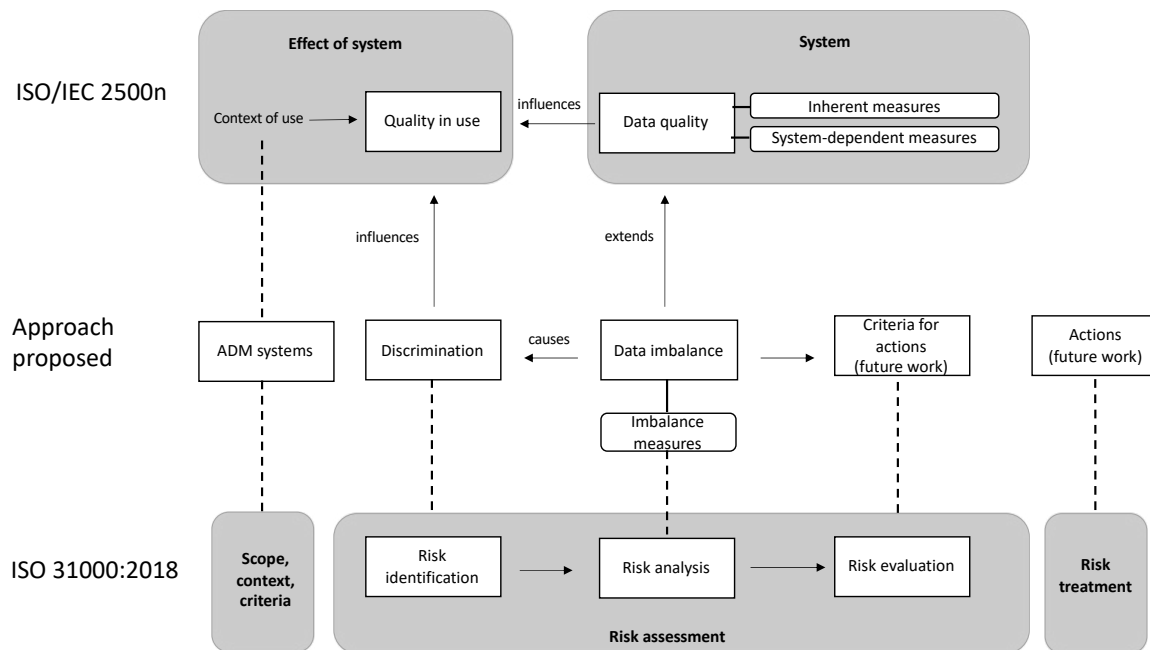 Effect of system
System
ISO/IEC 2500n
Context of use
Quality in use
influences
Data quality
Inherent measures
System-dependent measures
influences
extends
Approach
proposed
ADM systems
Discrimination
causes
Data imbalance
Criteria for
actions
(future work)
Actions
(future work)
Imbalance
measures
ISO 31000:2018
Scope,
context,
criteria
Risk
identification
Risk analysis
Risk evaluation
Risk
treatment
Risk assessment